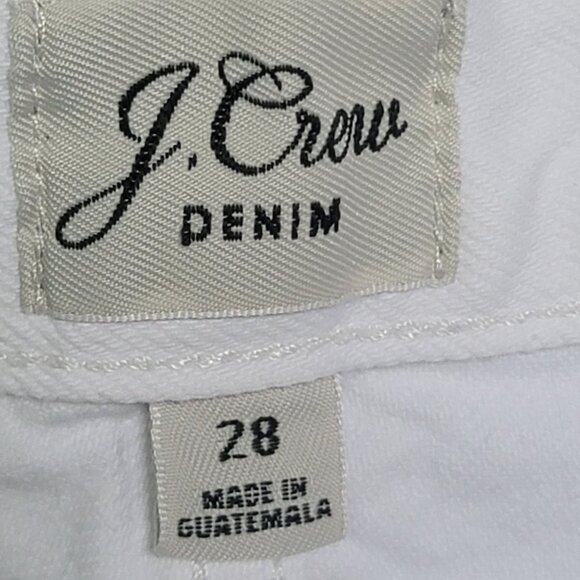 J. Crew
DENIM
28
MADE IN
GUATEMALA